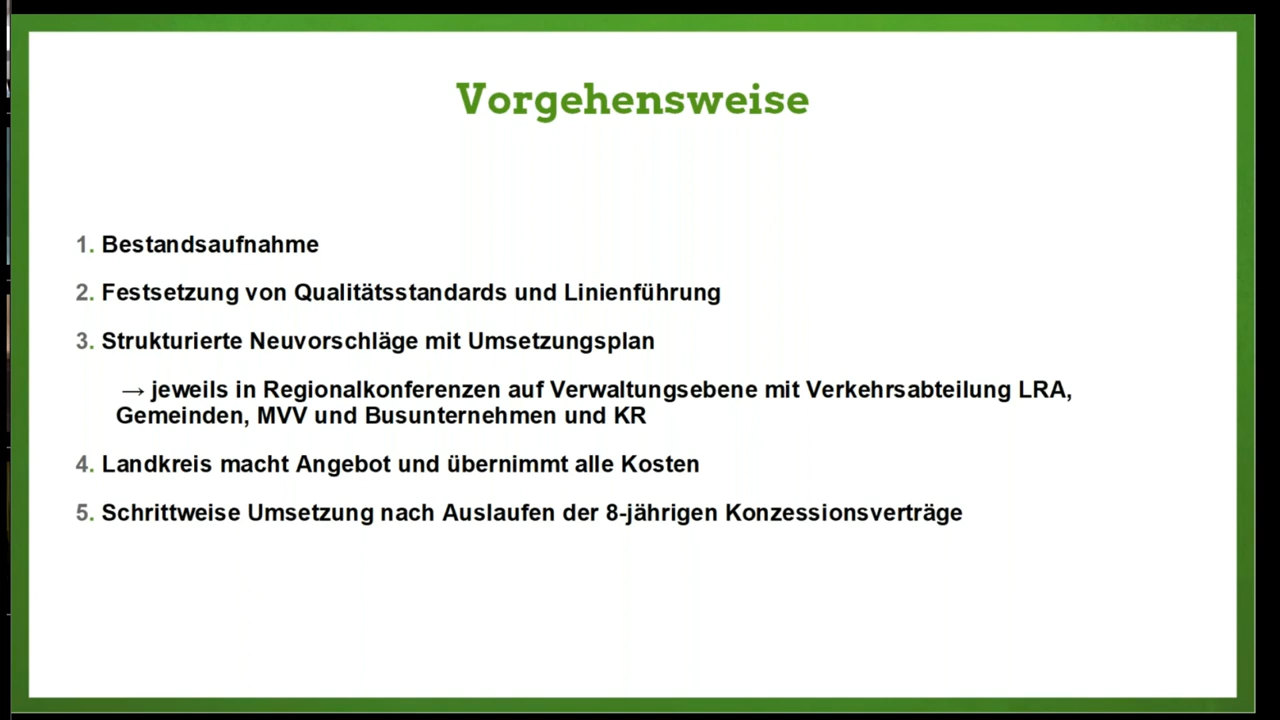 Vorgehensweise
1. Bestandsaufnahme
2. Festsetzung von Qualitätsstandards und Linienführung
3. Strukturierte Neuvorschläge mit Umsetzungsplan
→ jeweils in Regionalkonferenzen auf Verwaltungsebene mit Verkehrsabteilung LRA,
Gemeinden, MVV und Busunternehmen und KR
4. Landkreis macht Angebot und übernimmt alle Kosten
5. Schrittweise Umsetzung nach Auslaufen der 8-jährigen Konzessionsverträge